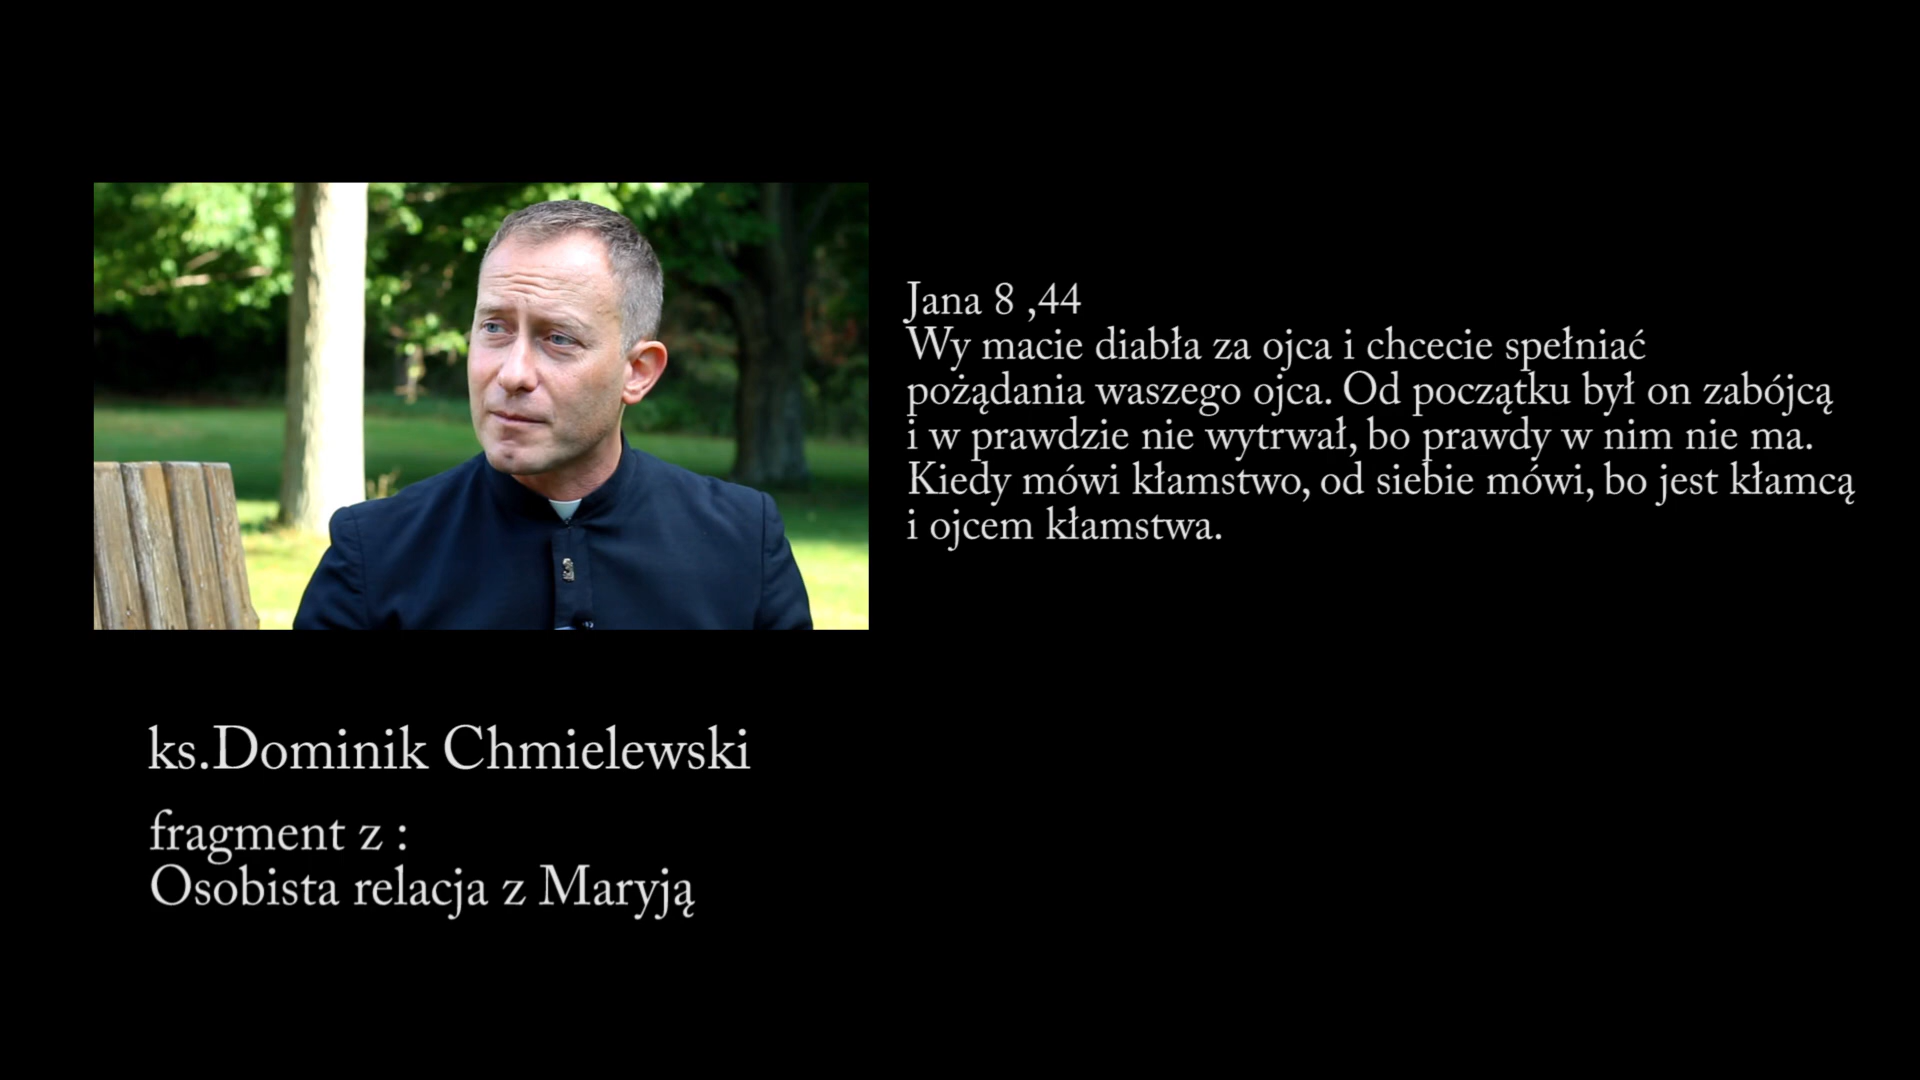 Jana 8 ,44
Wy macie diabła za ojca i chcecie spełniać
pożądania waszego ojca. Od początku był on zabójcą
i w prawdzie nie wytrwał, bo prawdy w nim nie ma.
Kiedy mówi kłamstwo, od siebie mówi, bo jest kłamcą
i ojcem kłamstwa.
ks.Dominik Chmielewski
fragment z :
Osobista relacja z Maryją